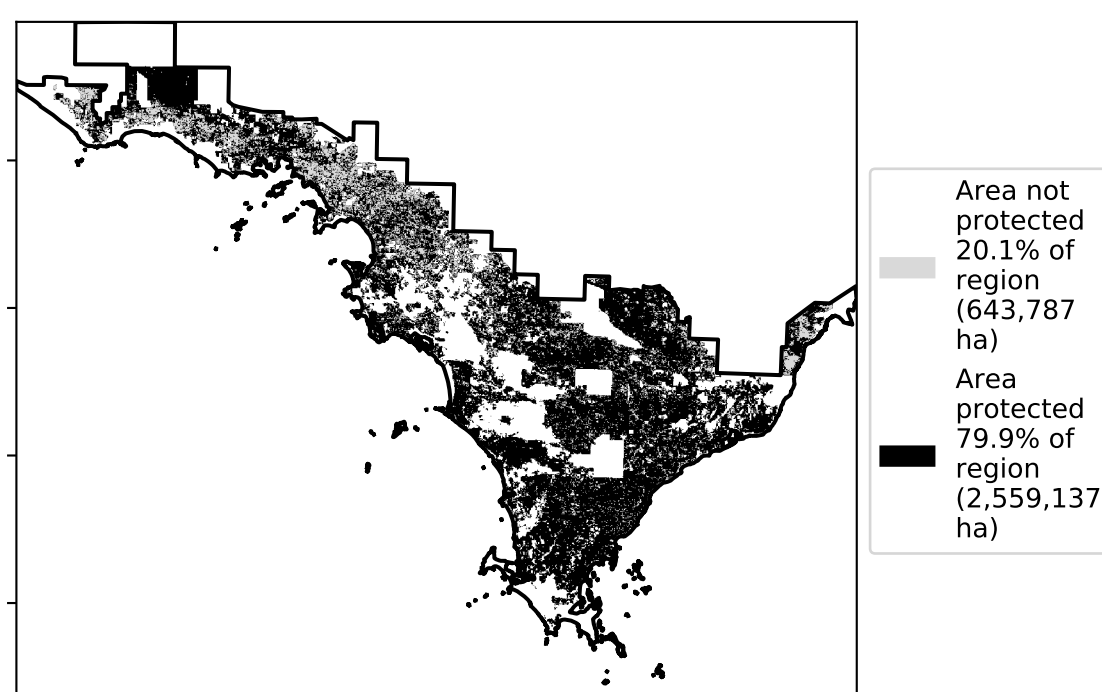 Area not
protected
20.1% of
region
(643,787
ha)
Area
protected
79.9% of
region
(2,559,137
ha)